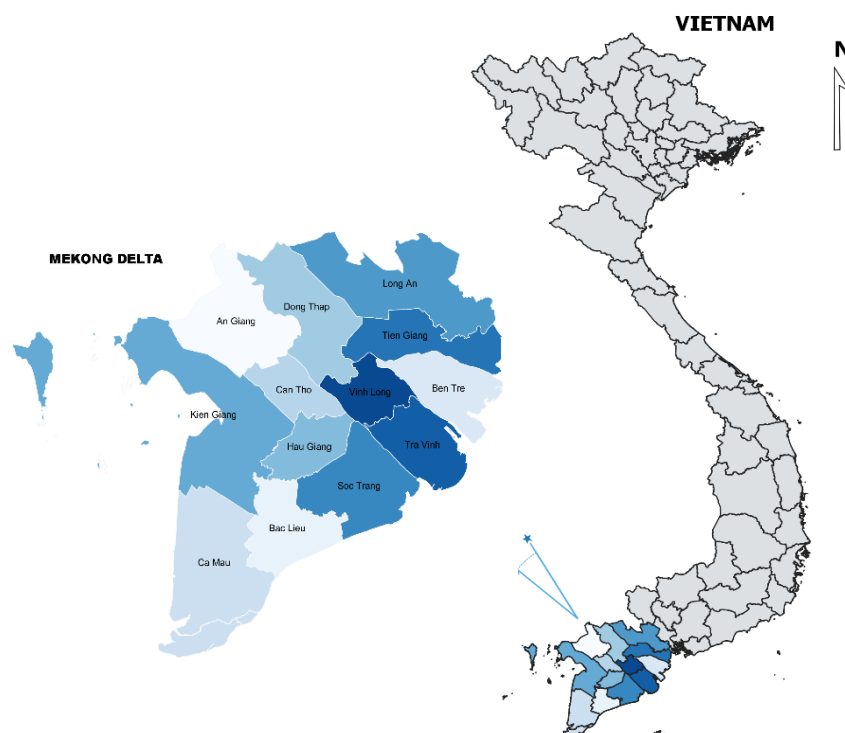 VIETNAM
N
MEKONG DELTA
Long An
Dong Thap
An Giang
Tien Giang
Can Tho
Vinh Long
Ben Tre
Kien Giang
Hau Giang
Tra Vinh
Soc Trang
Bac Lieu
Ca Mau